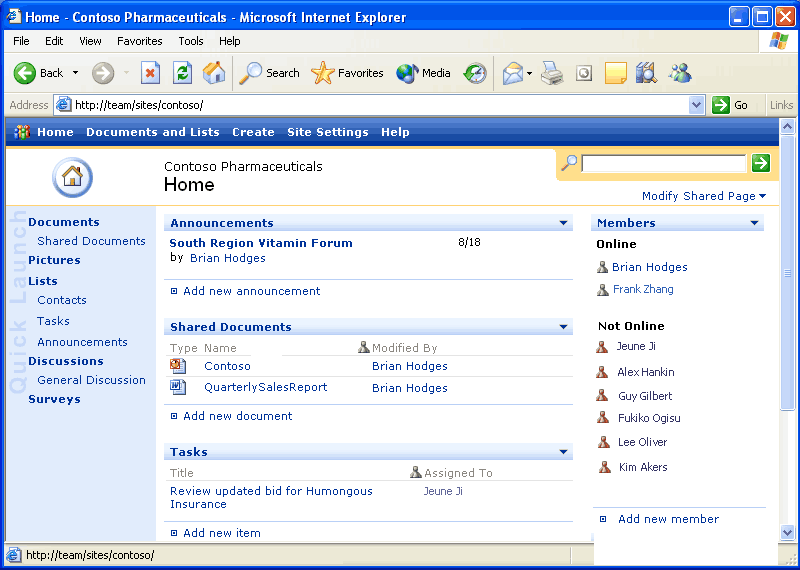 Home - Contoso Pharmaceuticals - Microsoft Internet Explorer
File Edit View Favorites Tools Help
Back Search Favorites Media
Address http://team/sites/contoso/ Go Links
Home Documents and Lists Create Site Settings Help
Contoso Pharmaceuticals
Home
Modify Shared Page
Quick Launch
Documents
Shared Documents
Pictures
Lists
Contacts
Tasks
Announcements
Discussions
General Discussion
Surveys
Announcements
South Region Vitamin Forum 8/18
by Brian Hodges
Add new announcement
Shared Documents
Type Name Modified By
Contoso Brian Hodges
QuarterlySalesReport Brian Hodges
Add new document
Tasks
Title Assigned To
Review updated bid for Humongous Jeune Ji
Insurance
Add new item
Members
Online
Brian Hodges
Frank Zhang
Not Online
Jeune Ji
Alex Hankin
Guy Gilbert
Fukiko Ogisu
Lee Oliver
Kim Akers
Add new member
http://team/sites/contoso/